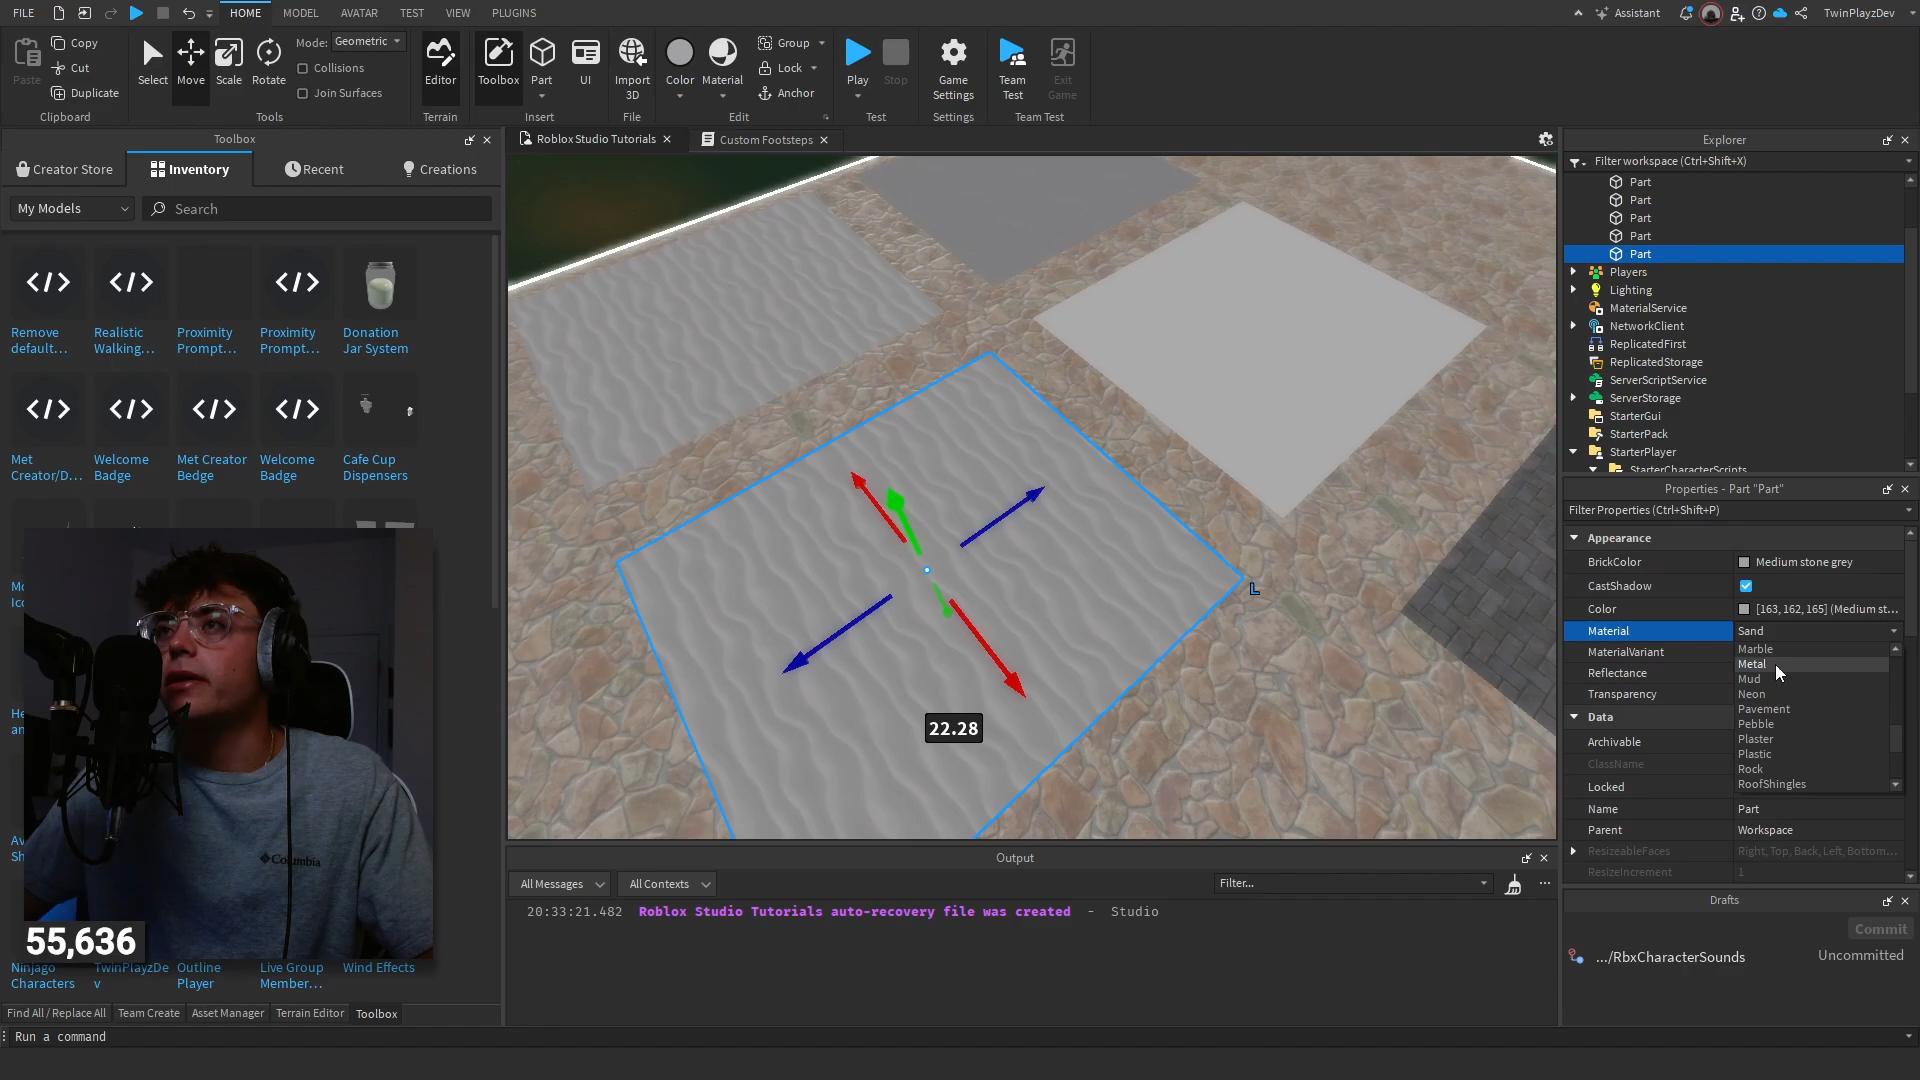 FILE
HOME
MODEL
AVATAR
TEST
VIEW
PLUGINS
Assistant
TwinPlayzDev
Paste
Copy
Cut
Duplicate
Clipboard
Select
Move
Scale
Rotate
Mode: Geometric
Collisions
Join Surfaces
Tools
Editor
Terrain
Toolbox
Part
UI
Insert
Import
3D
File
Color
Material
Group
Lock
Anchor
Edit
Play
Stop
Test
Game
Settings
Settings
Team
Test
Exit
Game
Team Test
Toolbox
Creator Store
Inventory
Recent
Creations
My Models
Search
Remove
default...
Realistic
Walking...
Proximity
Prompt...
Proximity
Prompt...
Donation
Jar System
Met
Creator/D...
Welcome
Badge
Met Creator
Bedge
Welcome
Badge
Cafe Cup
Dispensers
55,636
Ninjago
Characters
TwinPlayzDe
v
Outline
Player
Live Group
Member...
Wind Effects
Columbia
Find All / Replace All
Team Create
Asset Manager
Terrain Editor
Toolbox
Run a command
Roblox Studio Tutorials
Custom Footsteps
22.28
L
Output
All Messages
All Contexts
Filter...
20:33:21.482 Roblox Studio Tutorials auto-recovery file was created - Studio
Explorer
Filter workspace (Ctrl+Shift+X)
Part
Part
Part
Part
Part
Players
Lighting
MaterialService
NetworkClient
ReplicatedFirst
ReplicatedStorage
ServerScriptService
ServerStorage
StarterGui
StarterPack
StarterPlayer
StarterCharacterScripts
Properties - Part "Part"
Filter Properties (Ctrl+Shift+P)
Appearance
BrickColor Medium stone grey
CastShadow
Color [163, 162, 165] (Medium st...
Material Sand
MaterialVariant
Reflectance
Transparency
Marble
Metal
Mud
Neon
Pavement
Pebble
Plaster
Plastic
Rock
RoofShingles
Data
Archivable
ClassName
Locked
Name Part
Parent Workspace
ResizeableFaces Right, Top, Back, Left, Bottom...
ResizeIncrement 1
Drafts
Commit
.../RbxCharacterSounds Uncommitted